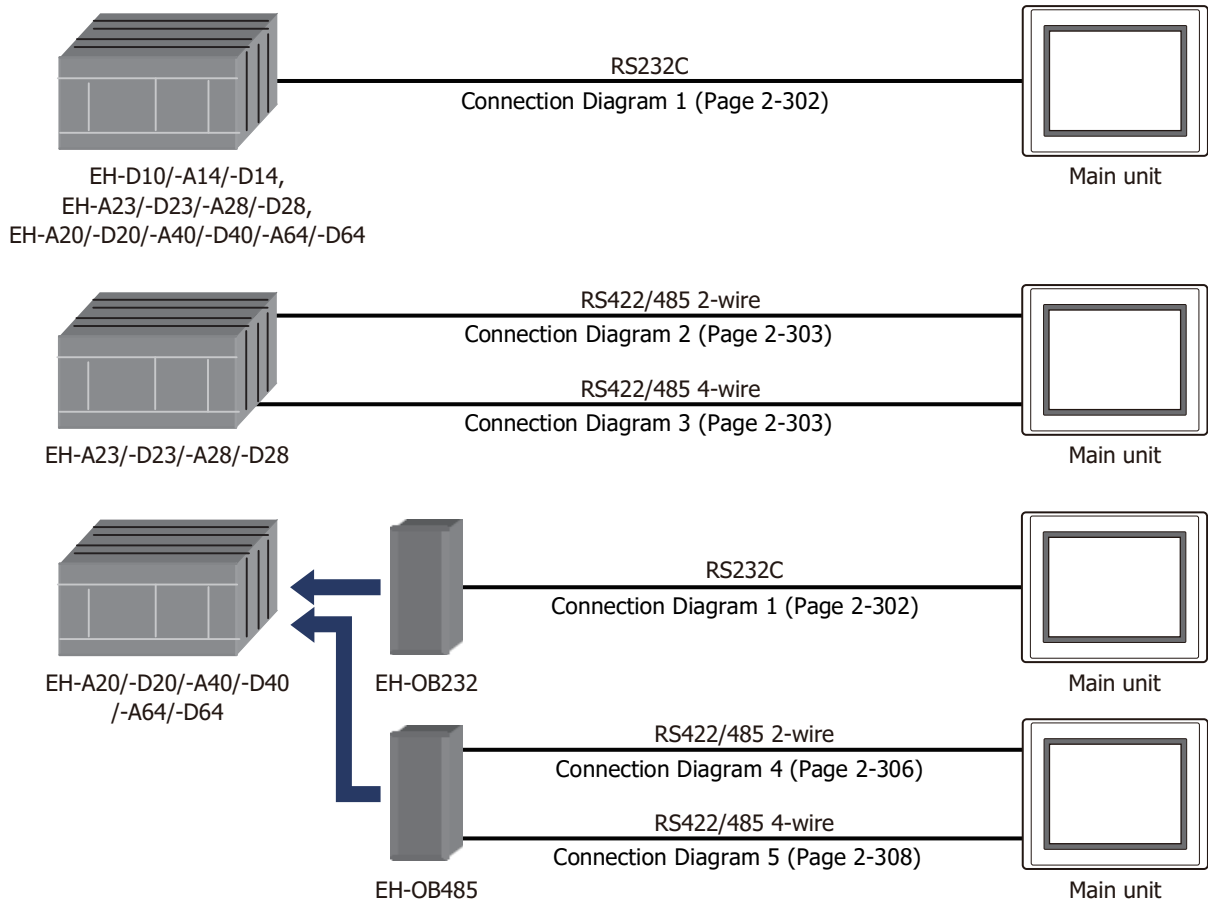 RS232C
Connection Diagram 1 (Page 2-302)
EH-D10/-A14/-D14,
EH-A23/-D23/-A28/-D28,
EH-A20/-D20/-A40/-D40/-A64/-D64
Main unit
RS422/485 2-wire
Connection Diagram 2 (Page 2-303)
RS422/485 4-wire
Connection Diagram 3 (Page 2-303)
EH-A23/-D23/-A28/-D28
Main unit
RS232C
Connection Diagram 1 (Page 2-302)
EH-A20/-D20/-A40/-D40
/-A64/-D64
EH-OB232
Main unit
RS422/485 2-wire
Connection Diagram 4 (Page 2-306)
RS422/485 4-wire
Connection Diagram 5 (Page 2-308)
EH-OB485
Main unit